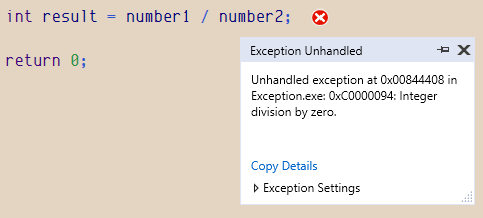 int result = number1 / number2;
return 0;
Exception Unhandled
Unhandled exception at 0x00844408 in
Exception.exe: 0xC0000094: Integer
division by zero.
Copy Details
Exception Settings